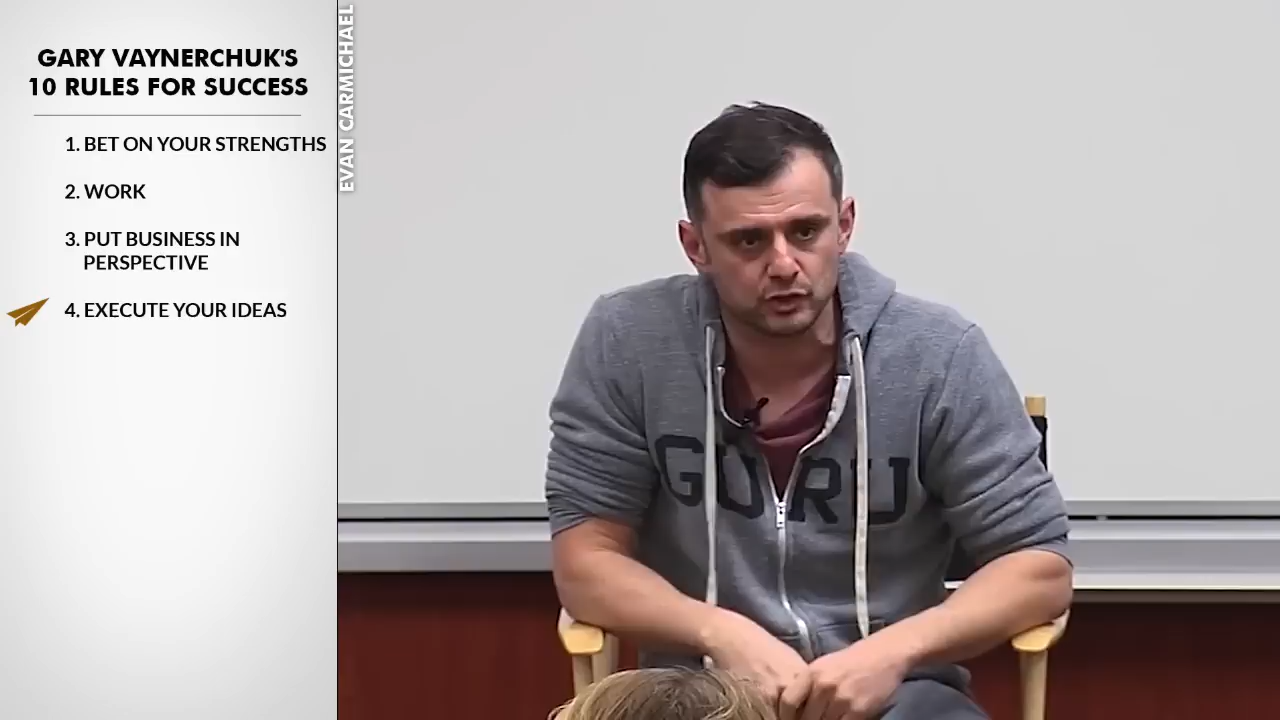 GARY VAYNERCHUK'S
10 RULES FOR SUCCESS
1. BET ON YOUR STRENGTHS
2. WORK
3. PUT BUSINESS IN
PERSPECTIVE
4. EXECUTE YOUR IDEAS
EVAN CARMICHAEL
GURU